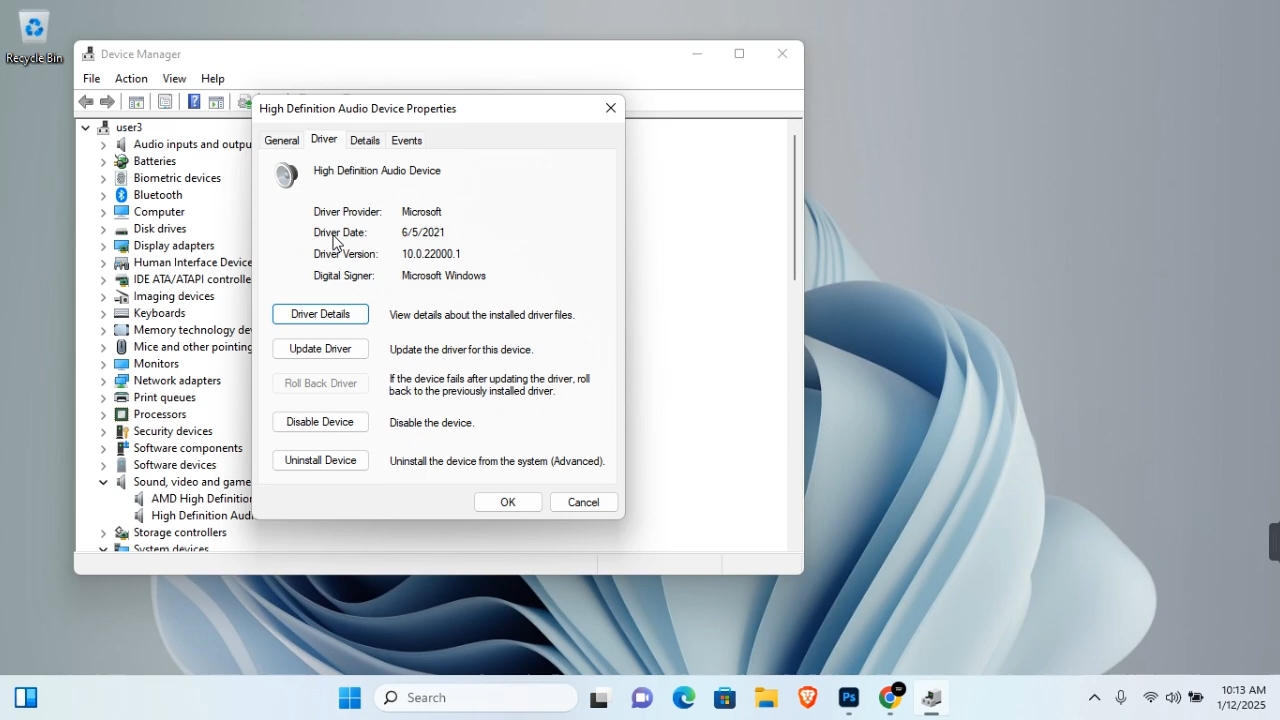 Recycle Bin
Device Manager
File Action View Help
user3
Audio inputs and outpu
Batteries
Biometric devices
Bluetooth
Computer
Disk drives
Display adapters
Human Interface Device
IDE ATA/ATAPI controlle
Imaging devices
Keyboards
Memory technology dev
Mice and other pointing
Monitors
Network adapters
Print queues
Processors
Security devices
Software components
Software devices
Sound, video and game
AMD High Definition
High Definition Audi
Storage controllers
System devices
High Definition Audio Device Properties
General Driver Details Events
High Definition Audio Device
Driver Provider: Microsoft
Driver Date: 6/5/2021
Driver Version: 10.0.22000.1
Digital Signer: Microsoft Windows
Driver Details View details about the installed driver files.
Update Driver Update the driver for this device.
Roll Back Driver If the device fails after updating the driver, roll
back to the previously installed driver.
Disable Device Disable the device.
Uninstall Device Uninstall the device from the system (Advanced).
OK Cancel
Search
Ps
10:13 AM
1/12/2025